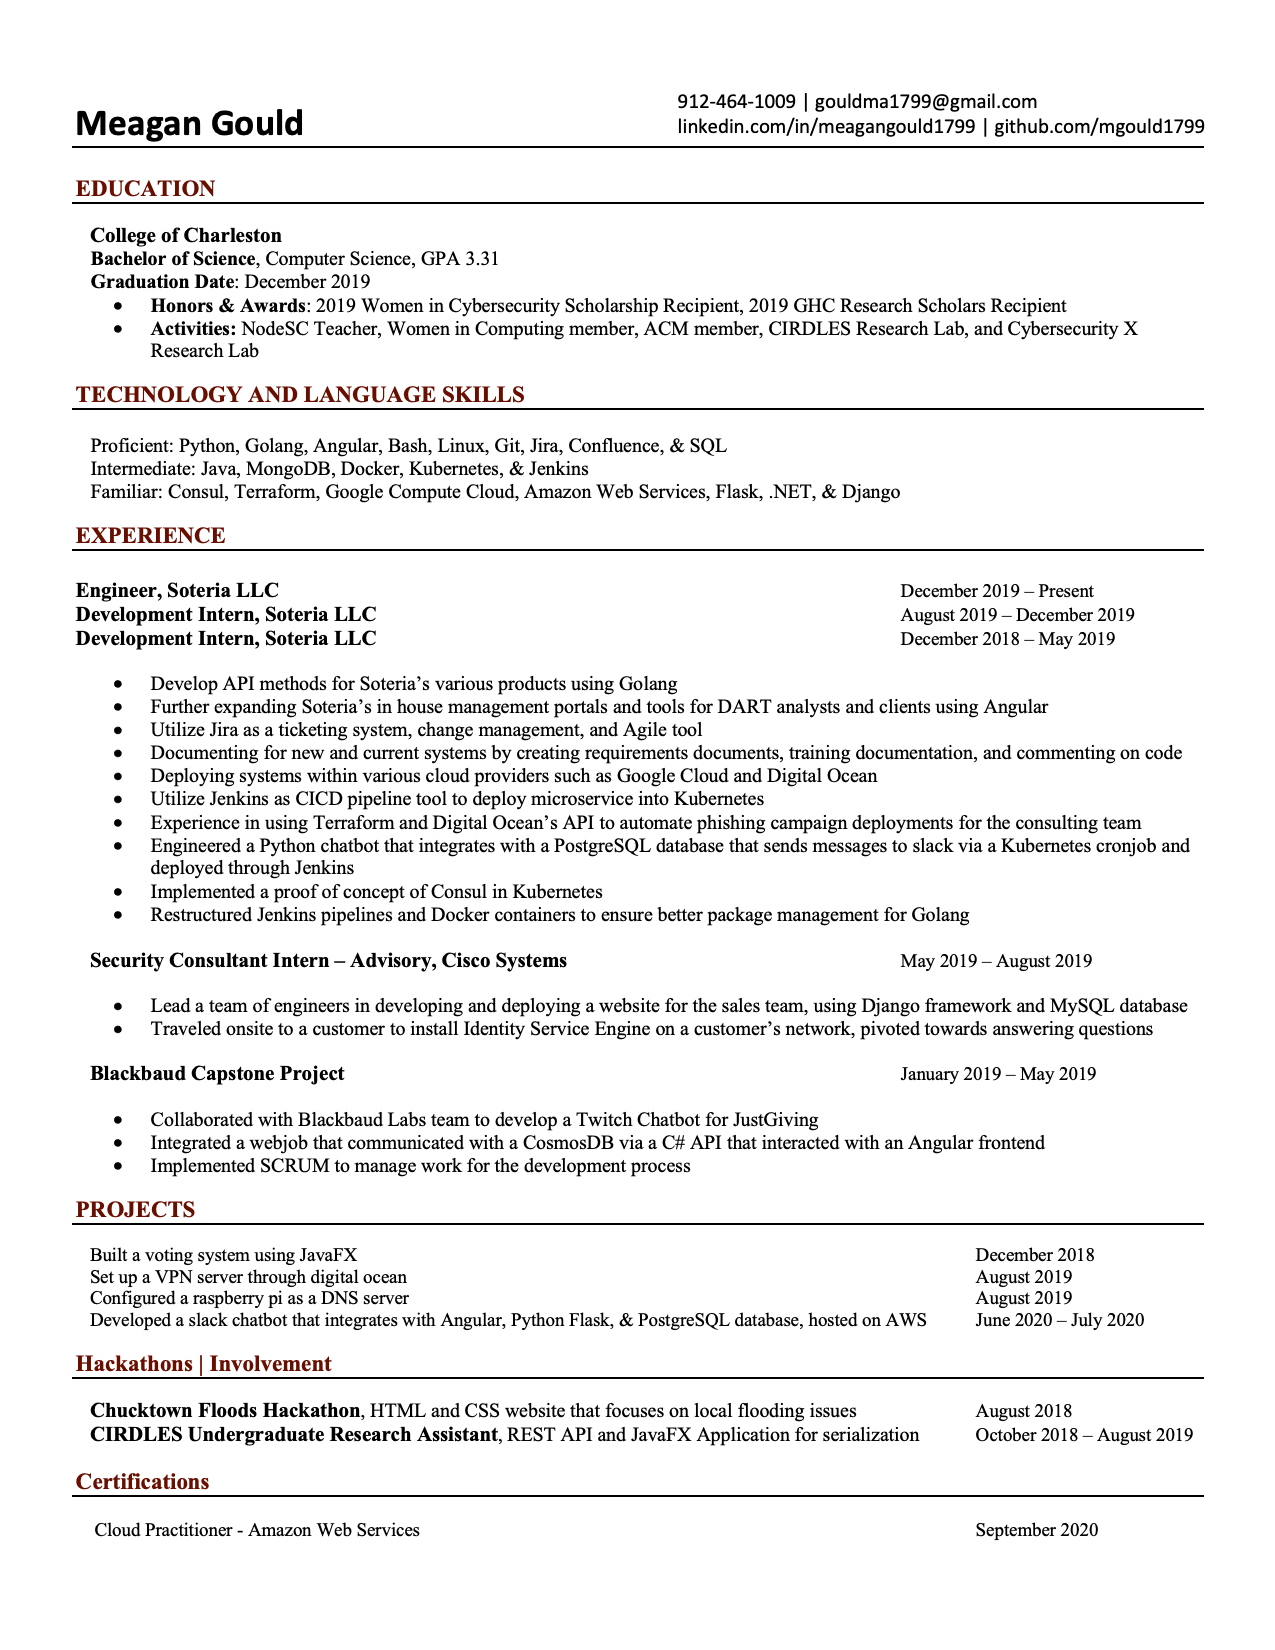 Meagan Gould
912-464-1009 | gouldma1799@gmail.com
linkedin.com/in/meagangould1799 | github.com/mgould1799
EDUCATION
College of Charleston
Bachelor of Science, Computer Science, GPA 3.31
Graduation Date: December 2019
• Honors & Awards: 2019 Women in Cybersecurity Scholarship Recipient, 2019 GHC Research Scholars Recipient
• Activities: NodeSC Teacher, Women in Computing member, ACM member, CIRDLES Research Lab, and Cybersecurity X
Research Lab
TECHNOLOGY AND LANGUAGE SKILLS
Proficient: Python, Golang, Angular, Bash, Linux, Git, Jira, Confluence, & SQL
Intermediate: Java, MongoDB, Docker, Kubernetes, & Jenkins
Familiar: Consul, Terraform, Google Compute Cloud, Amazon Web Services, Flask, .NET, & Django
EXPERIENCE
Engineer, Soteria LLC December 2019 – Present
Development Intern, Soteria LLC August 2019 – December 2019
Development Intern, Soteria LLC December 2018 – May 2019
• Develop API methods for Soteria’s various products using Golang
• Further expanding Soteria’s in house management portals and tools for DART analysts and clients using Angular
• Utilize Jira as a ticketing system, change management, and Agile tool
• Documenting for new and current systems by creating requirements documents, training documentation, and commenting on code
• Deploying systems within various cloud providers such as Google Cloud and Digital Ocean
• Utilize Jenkins as CICD pipeline tool to deploy microservice into Kubernetes
• Experience in using Terraform and Digital Ocean’s API to automate phishing campaign deployments for the consulting team
• Engineered a Python chatbot that integrates with a PostgreSQL database that sends messages to slack via a Kubernetes cronjob and
deployed through Jenkins
• Implemented a proof of concept of Consul in Kubernetes
• Restructured Jenkins pipelines and Docker containers to ensure better package management for Golang
Security Consultant Intern – Advisory, Cisco Systems May 2019 – August 2019
• Lead a team of engineers in developing and deploying a website for the sales team, using Django framework and MySQL database
• Traveled onsite to a customer to install Identity Service Engine on a customer’s network, pivoted towards answering questions
Blackbaud Capstone Project January 2019 – May 2019
• Collaborated with Blackbaud Labs team to develop a Twitch Chatbot for JustGiving
• Integrated a webjob that communicated with a CosmosDB via a C# API that interacted with an Angular frontend
• Implemented SCRUM to manage work for the development process
PROJECTS
Built a voting system using JavaFX December 2018
Set up a VPN server through digital ocean August 2019
Configured a raspberry pi as a DNS server August 2019
Developed a slack chatbot that integrates with Angular, Python Flask, & PostgreSQL database, hosted on AWS June 2020 – July 2020
Hackathons | Involvement
Chucktown Floods Hackathon, HTML and CSS website that focuses on local flooding issues August 2018
CIRDLES Undergraduate Research Assistant, REST API and JavaFX Application for serialization October 2018 – August 2019
Certifications
Cloud Practitioner - Amazon Web Services September 2020